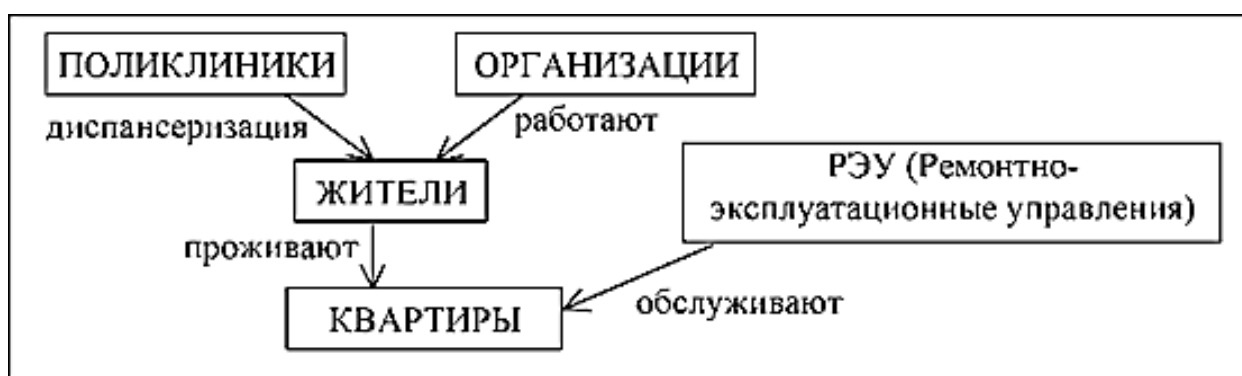 ПОЛИКЛИНИКИ
ОРГАНИЗАЦИИ
диспансеризация
работают
ЖИТЕЛИ
РЭУ (Ремонтно-
эксплуатационные управления)
проживают
КВАРТИРЫ
обслуживают